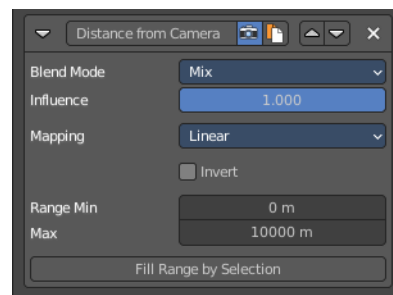 Distance from Camera
Blend Mode Mix
Influence 1.000
Mapping Linear
Invert
Range Min 0 m
Max 10000 m
Fill Range by Selection